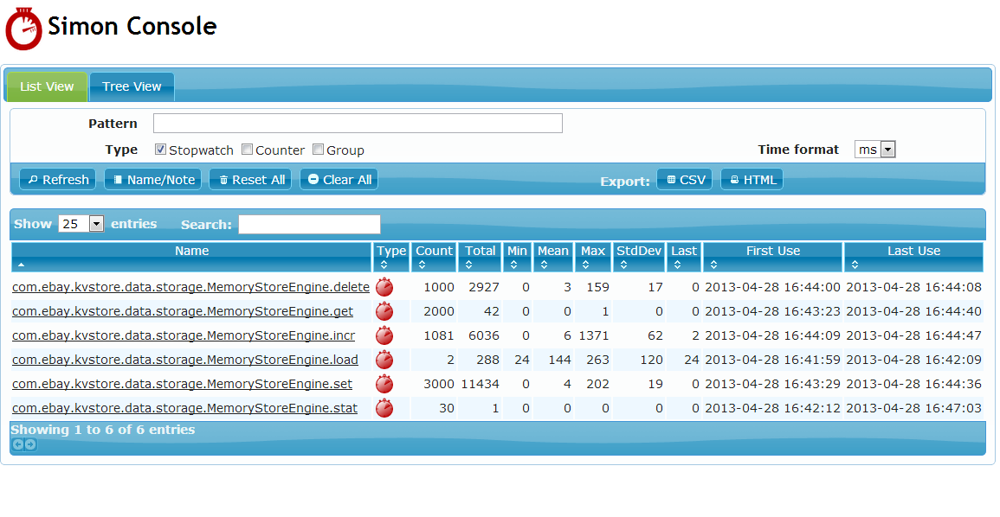 Simon Console
List View Tree View
Pattern
Type Stopwatch Counter Group Time format ms
Refresh Name/Note Reset All Clear All Export: CSV HTML
Show 25 entries Search:
Name Type Count Total Min Mean Max StdDev Last First Use Last Use
com.ebay.kvstore.data.storage.MemoryStoreEngine.delete 1000 2927 0 3 159 17 0 2013-04-28 16:44:00 2013-04-28 16:44:08
com.ebay.kvstore.data.storage.MemoryStoreEngine.get 2000 42 0 0 1 0 0 2013-04-28 16:43:23 2013-04-28 16:44:40
com.ebay.kvstore.data.storage.MemoryStoreEngine.incr 1081 6036 0 6 1371 62 2 2013-04-28 16:44:09 2013-04-28 16:44:47
com.ebay.kvstore.data.storage.MemoryStoreEngine.load 2 288 24 144 263 120 24 2013-04-28 16:41:59 2013-04-28 16:42:09
com.ebay.kvstore.data.storage.MemoryStoreEngine.set 3000 11434 0 4 202 19 0 2013-04-28 16:43:29 2013-04-28 16:44:36
com.ebay.kvstore.data.storage.MemoryStoreEngine.stat 30 1 0 0 0 0 0 2013-04-28 16:42:12 2013-04-28 16:47:03
Showing 1 to 6 of 6 entries